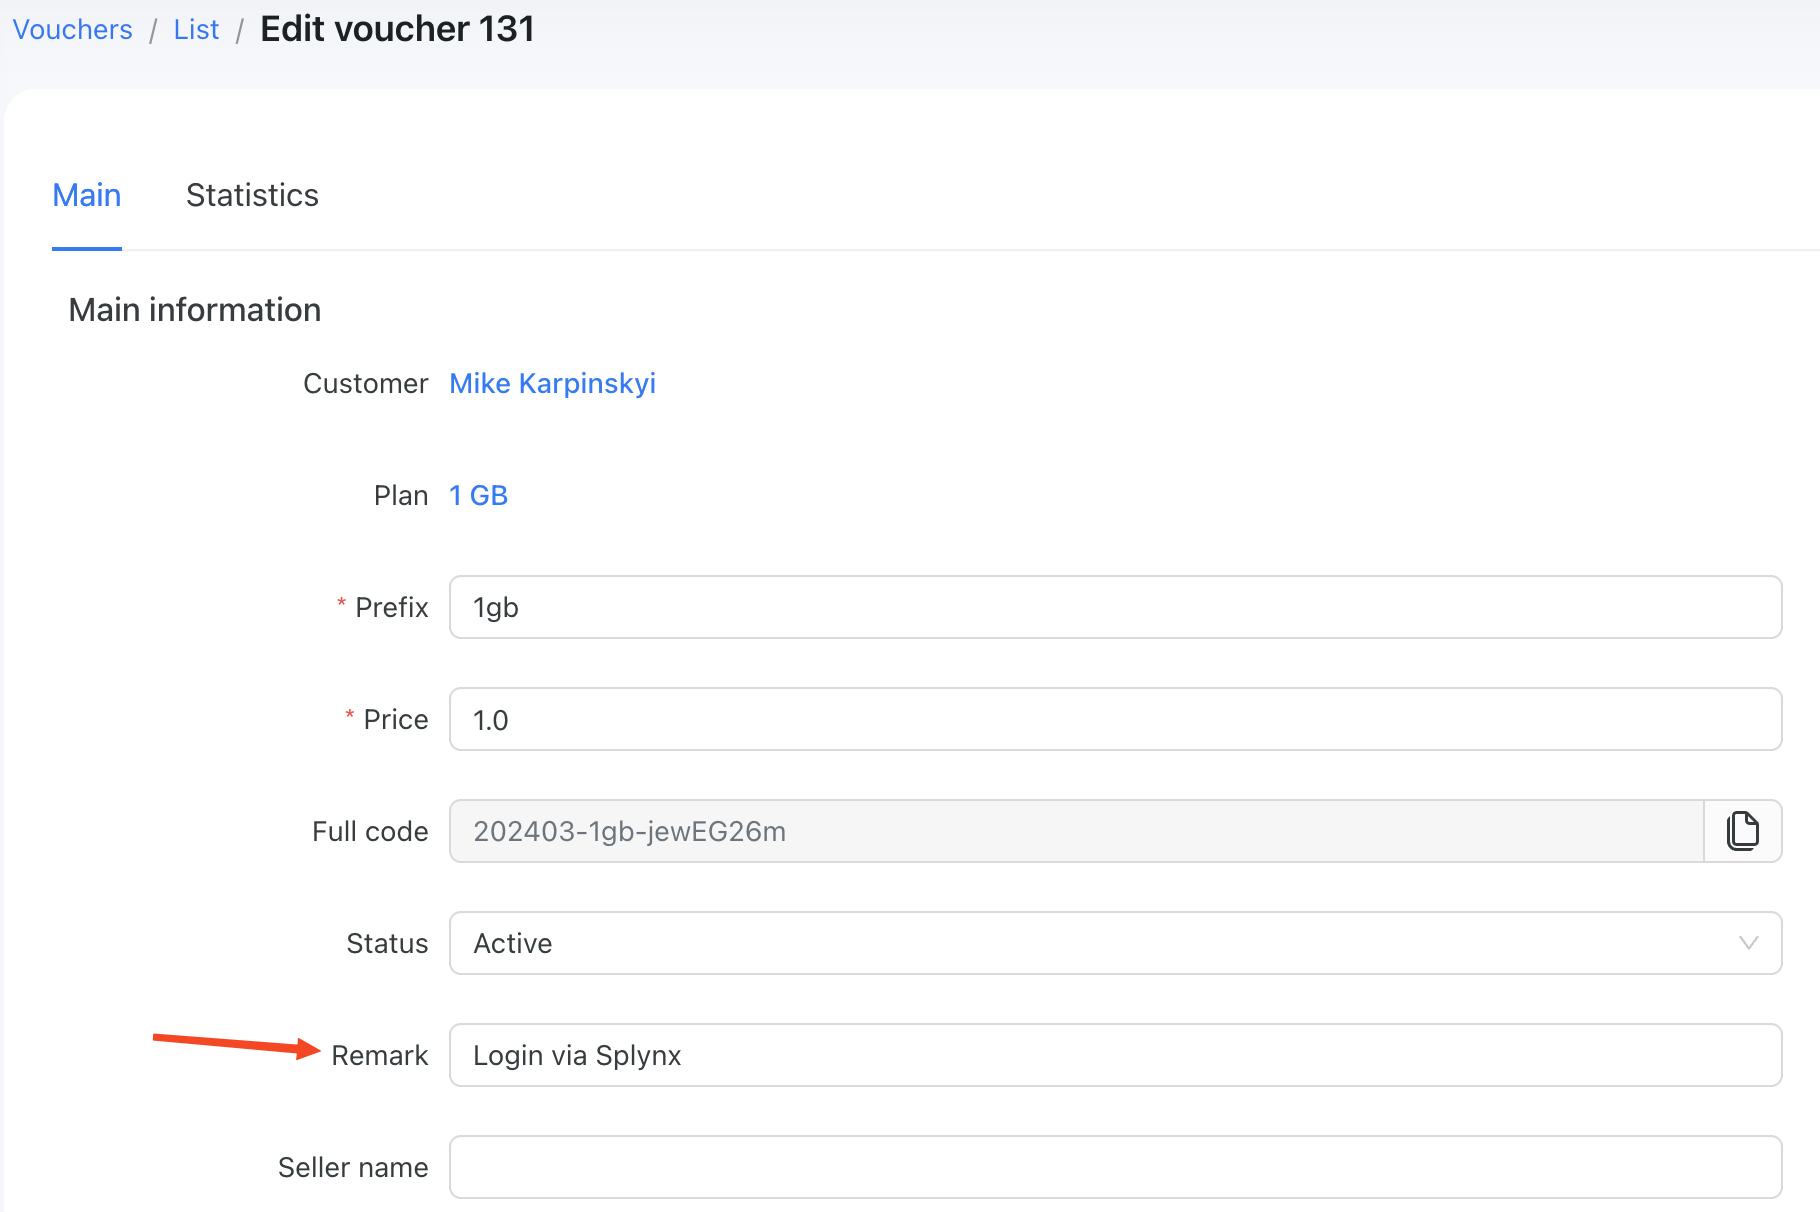 Vouchers / List / Edit voucher 131
Main Statistics
Main information
Customer Mike Karpinskyi
Plan 1 GB
* Prefix 1gb
* Price 1.0
Full code 202403-1gb-jewEG26m
Status Active
Remark Login via Splynx
Seller name